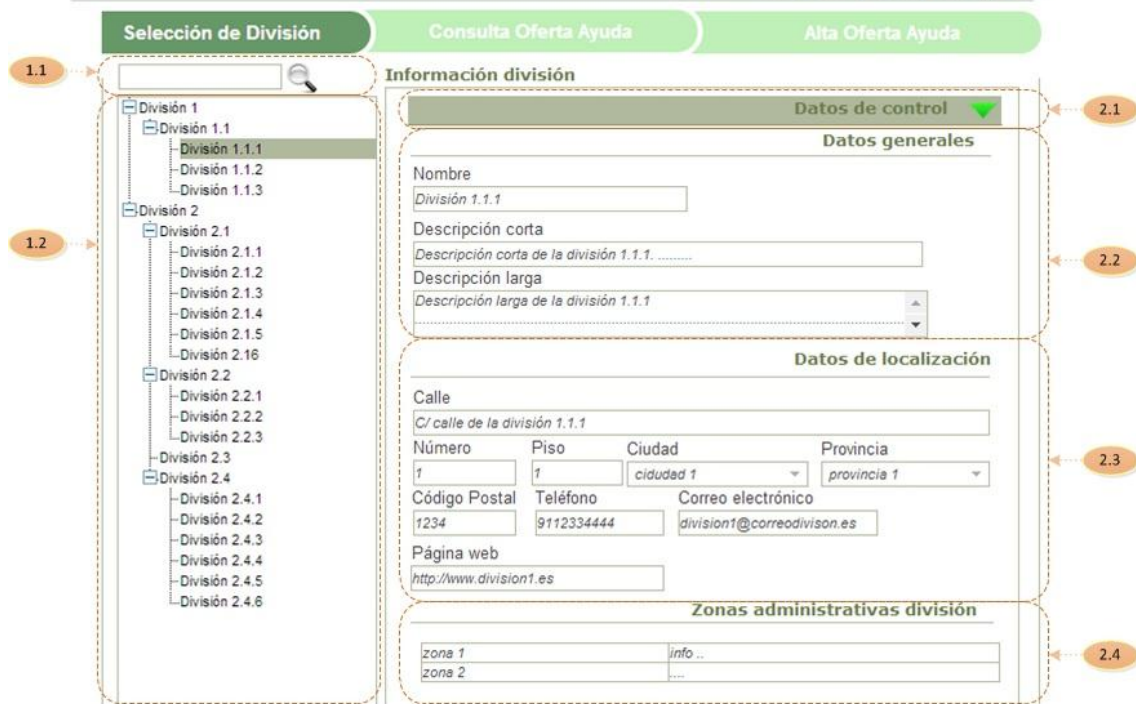 Selección de División
Consulta Oferta Ayuda
Alta Oferta Ayuda
1.1
Información división
División 1
División 1.1
División 1.1.1
División 1.1.2
División 1.1.3
División 2
División 2.1
División 2.1.1
División 2.1.2
División 2.1.3
División 2.1.4
División 2.1.5
División 2.16
División 2.2
División 2.2.1
División 2.2.2
División 2.2.3
División 2.3
División 2.4
División 2.4.1
División 2.4.2
División 2.4.3
División 2.4.4
División 2.4.5
División 2.4.6
1.2
Datos de control
2.1
Datos generales
Nombre
División 1.1.1
Descripción corta
Descripción corta de la división 1.1.1. .........
2.2
Descripción larga
Descripción larga de la división 1.1.1
Datos de localización
Calle
C/ calle de la división 1.1.1
Número Piso Ciudad Provincia
1 1 cidudad 1 provincia 1
2.3
Código Postal Teléfono Correo electrónico
1234 9112334444 division1@correodivison.es
Página web
http://www.division1.es
Zonas administrativas división
zona 1 info ..
zona 2 ....
2.4